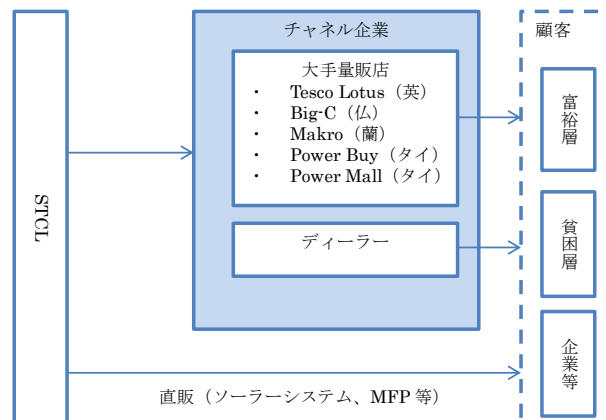 STCL
チャネル企業
大手量販店
・ Tesco Lotus（英）
・ Big-C（仏）
・ Makro（蘭）
・ Power Buy（タイ）
・ Power Mall（タイ）
ディーラー
顧客
富裕層
貧困層
企業等
直販（ソーラーシステム、MFP 等）